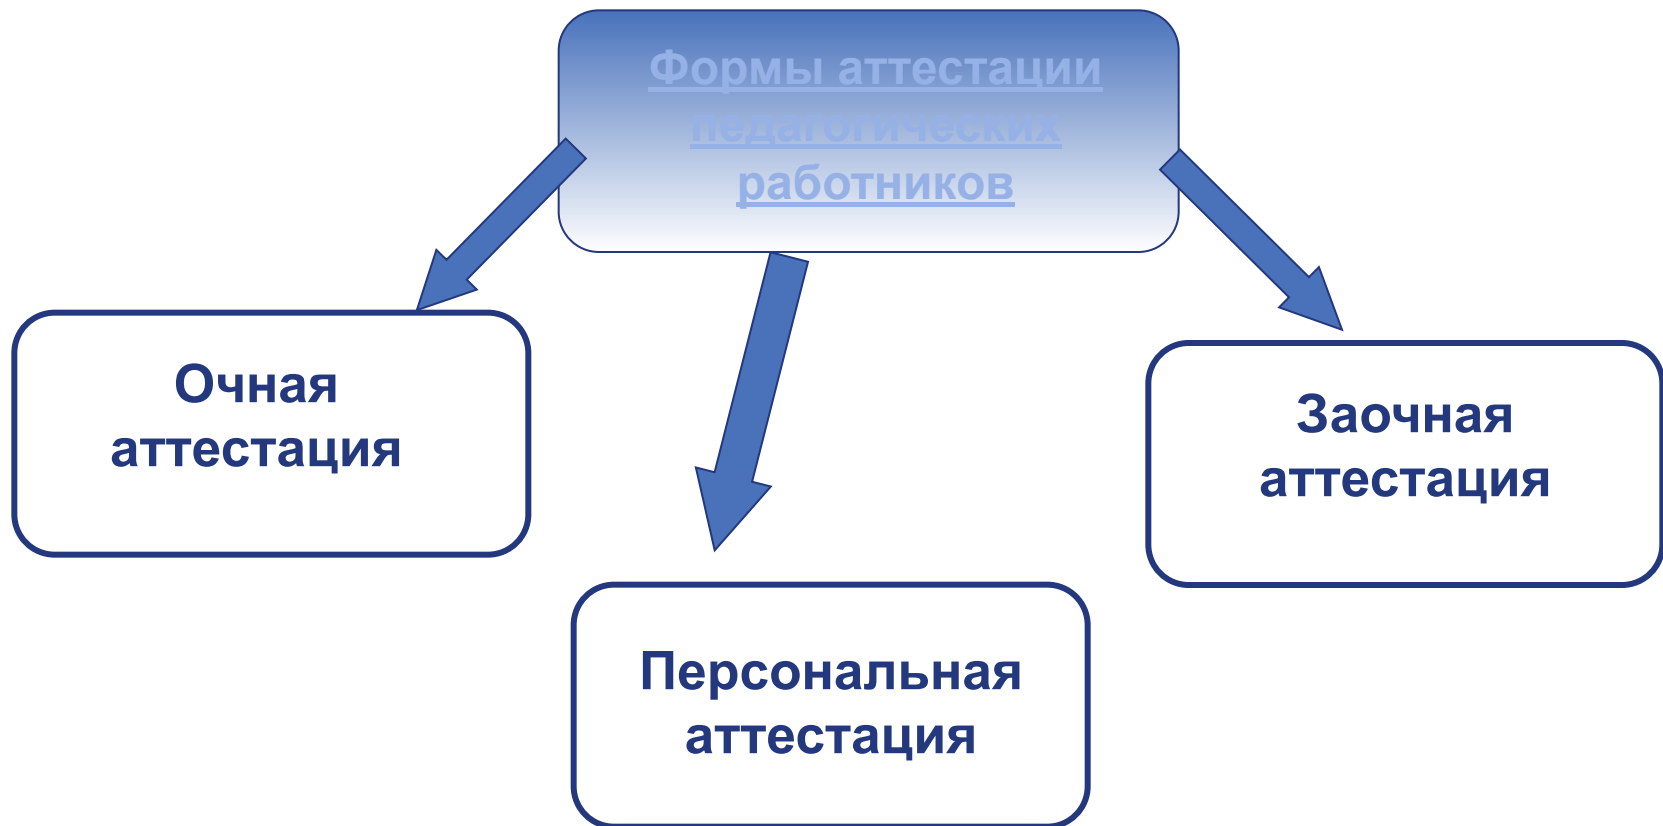 Формы аттестации
педагогических
работников
Очная
аттестация
Заочная
аттестация
Персональная
аттестация